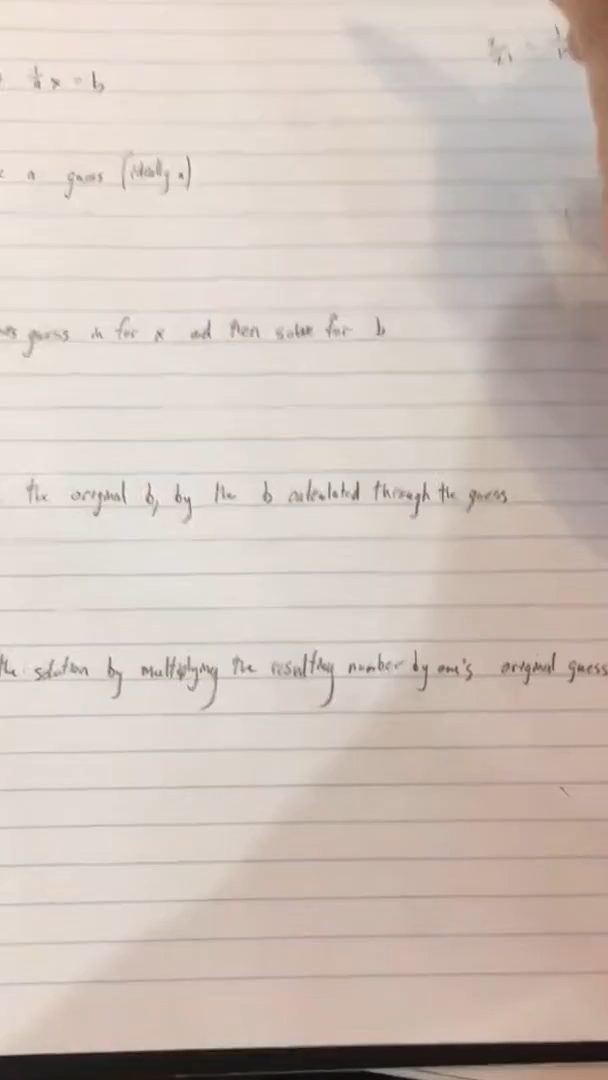 1/a x = b
a guess (ideally a)
guess in for x and then solve for b
the original b, by the b calculated through the guess
the solution by multiplying the resulting number by one's original guess